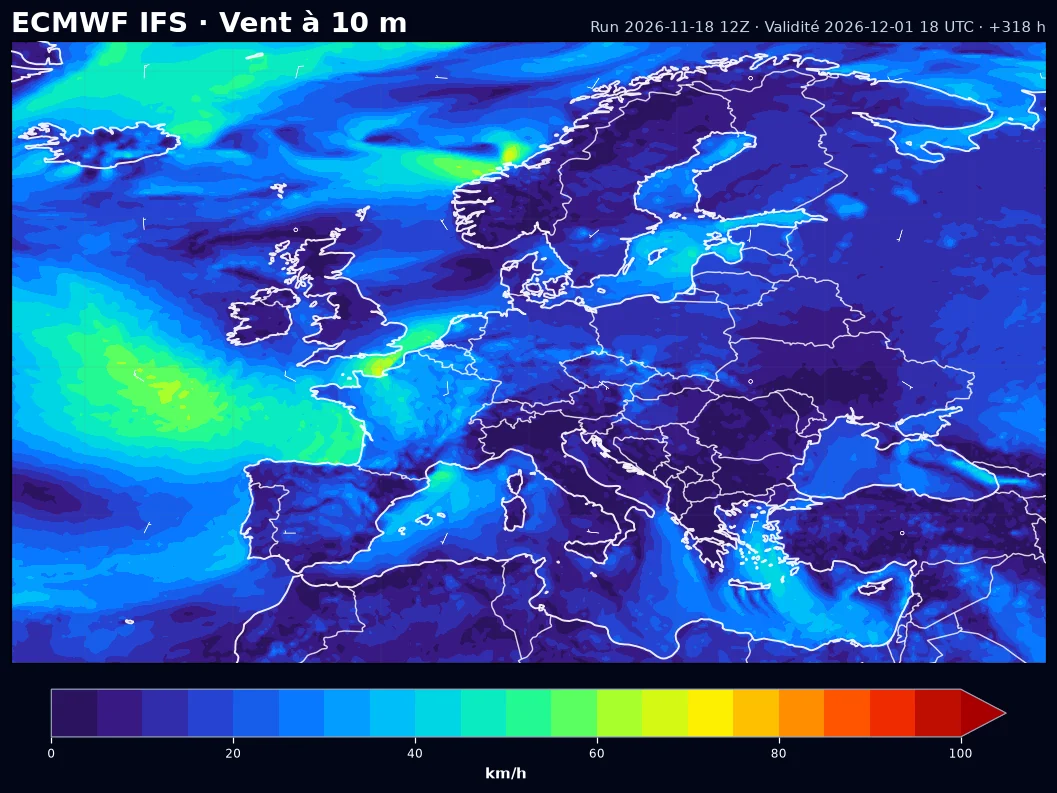 ECMWF IFS · Vent à 10 m
Run 2026-11-18 12Z · Validité 2026-12-01 18 UTC · +318 h
0 20 40 60 80 100
km/h